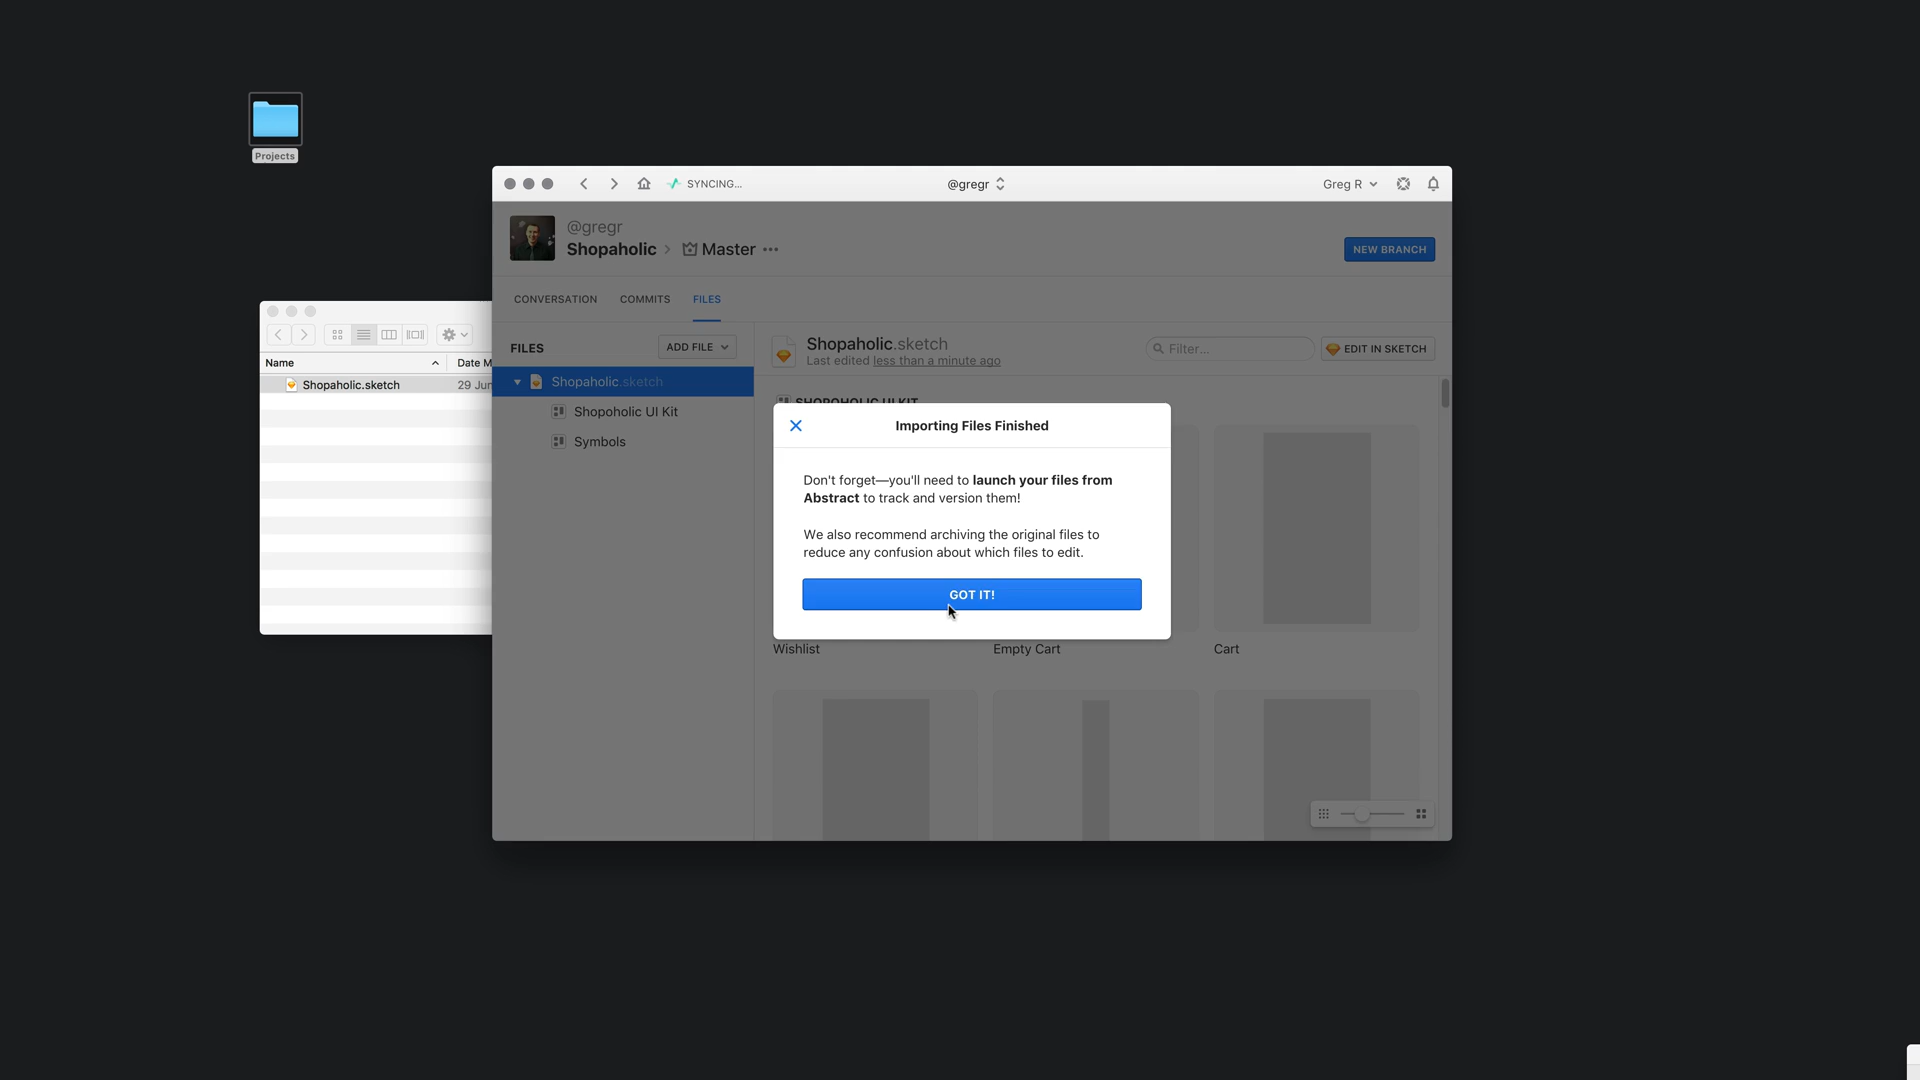 Projects
SYNCING...
@gregr
Greg R
@gregr
Shopaholic
Master
NEW BRANCH
CONVERSATION
COMMITS
FILES
FILES
ADD FILE
Shopaholic.sketch
Last edited less than a minute ago
Filter...
EDIT IN SKETCH
Name
Date M
Shopaholic.sketch
29 Jun
Shopaholic.sketch
Shopoholic UI Kit
Symbols
SHOPOHOLIC UI KIT
Importing Files Finished
Don't forget—you'll need to launch your files from
Abstract to track and version them!
We also recommend archiving the original files to
reduce any confusion about which files to edit.
GOT IT!
Wishlist
Empty Cart
Cart